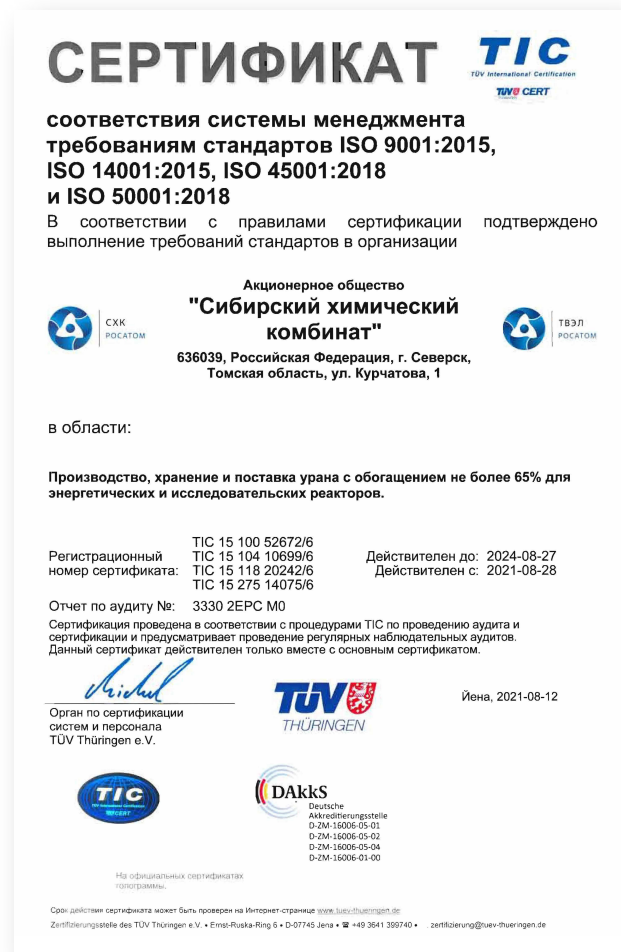 СЕРТИФИКАТ
TIC
TÜV International Certification
TÜV CERT
соответствия системы менеджмента
требованиям стандартов ISO 9001:2015,
ISO 14001:2015, ISO 45001:2018
и ISO 50001:2018
В соответствии с правилами сертификации подтверждено
выполнение требований стандартов в организации
Акционерное общество
"Сибирский химический
комбинат"
СХК
РОСАТОМ
ТВЭЛ
РОСАТОМ
636039, Российская Федерация, г. Северск,
Томская область, ул. Курчатова, 1
в области:
Производство, хранение и поставка урана с обогащением не более 65% для
энергетических и исследовательских реакторов.
TIC 15 100 52672/6
Регистрационный TIC 15 104 10699/6 Действителен до: 2024-08-27
номер сертификата: TIC 15 118 20242/6 Действителен с: 2021-08-28
TIC 15 275 14075/6
Отчет по аудиту №: 3330 2EPC M0
Сертификация проведена в соответствии с процедурами TIC по проведению аудита и
сертификации и предусматривает проведение регулярных наблюдательных аудитов.
Данный сертификат действителен только вместе с основным сертификатом.
Йена, 2021-08-12
Орган по сертификации
систем и персонала
TÜV Thüringen e.V.
TÜV
THÜRINGEN
TIC
TÜV International Certification
CERT
DAkkS
Deutsche
Akkreditierungsstelle
D-ZM-16006-05-01
D-ZM-16006-05-02
D-ZM-16006-05-04
D-ZM-16006-01-00
На официальных сертификатах
голограммы.
Срок действия сертификата может быть проверен на Интернет-странице www.tuev-thueringen.de
Zertifizierungsstelle des TÜV Thüringen e.V. • Ernst-Ruska-Ring 6 • D-07745 Jena • ☎ +49 3641 399740 • zertifizierung@tuev-thueringen.de